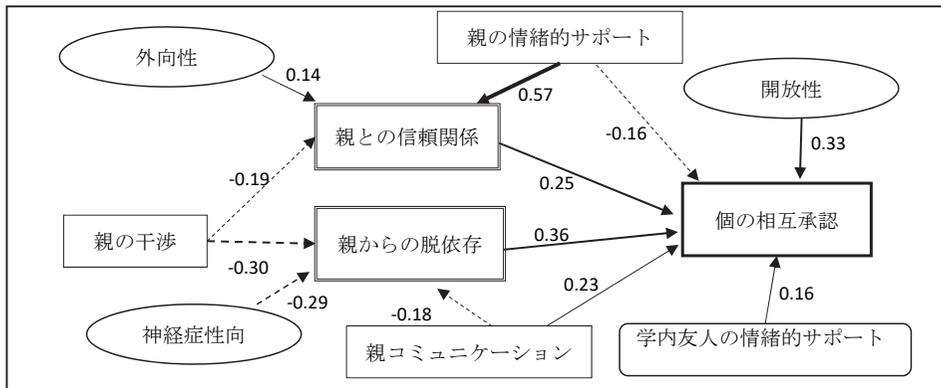 親の情緒的サポート
外向性
0.14
0.57
開放性
-0.16
0.33
親との信頼関係
-0.19
0.25
個の相互承認
親の干渉
親からの脱依存
0.36
-0.30
-0.29
0.23
-0.18
0.16
神経症性向
親コミュニケーション
学内友人の情緒的サポート